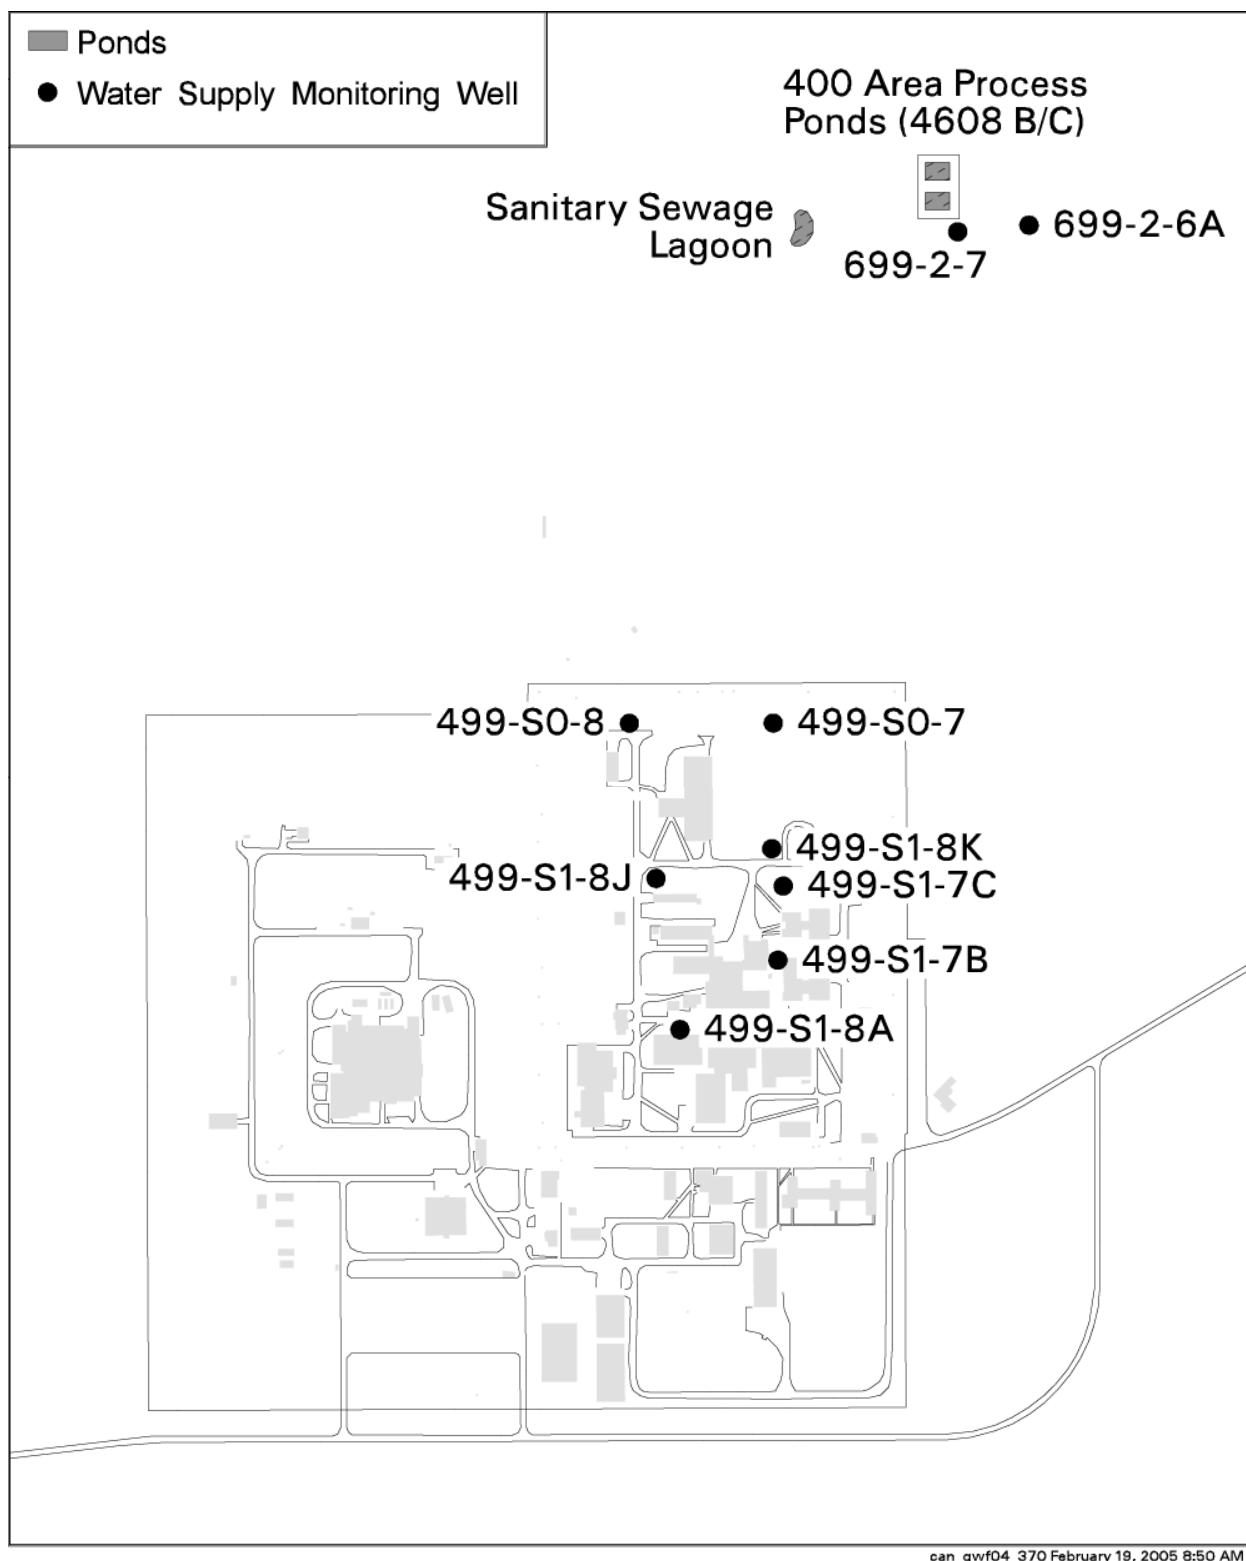 Ponds
Water Supply Monitoring Well
400 Area Process
Ponds (4608 B/C)
Sanitary Sewage
Lagoon
699-2-6A
699-2-7
499-S0-8
499-S0-7
499-S1-8K
499-S1-8J
499-S1-7C
499-S1-7B
499-S1-8A
can_gwf04_370 February 19, 2005 8:50 AM